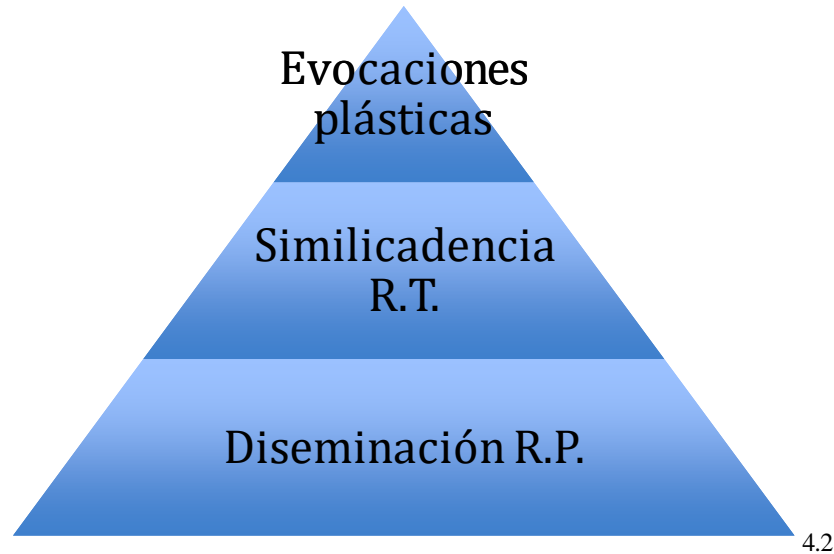 Evocaciones
plásticas
Similicadencia
R.T.
Diseminación R.P.
4.2